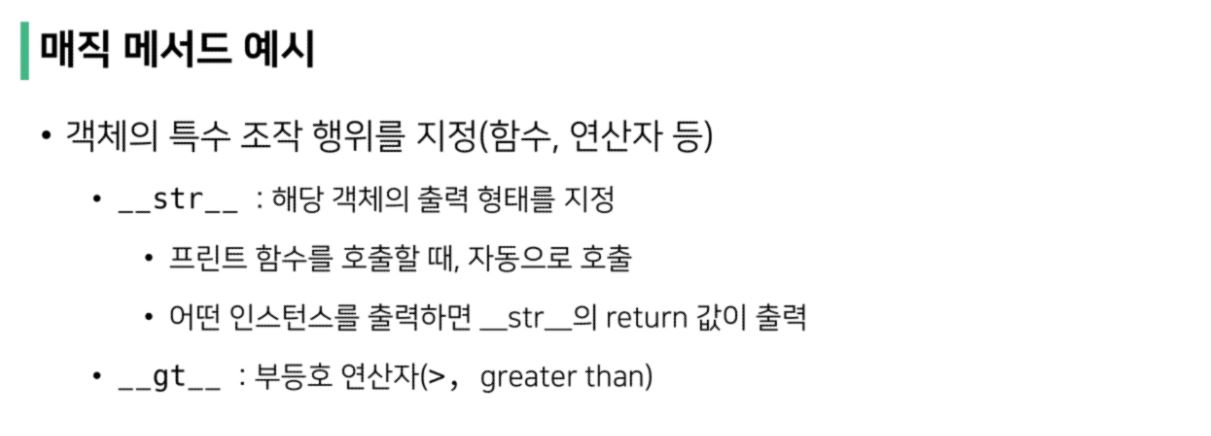 매직 메서드 예시
• 객체의 특수 조작 행위를 지정(함수, 연산자 등)
• __str__ : 해당 객체의 출력 형태를 지정
• 프린트 함수를 호출할 때, 자동으로 호출
• 어떤 인스턴스를 출력하면 __str__의 return 값이 출력
• __gt__ : 부등호 연산자(>, greater than)